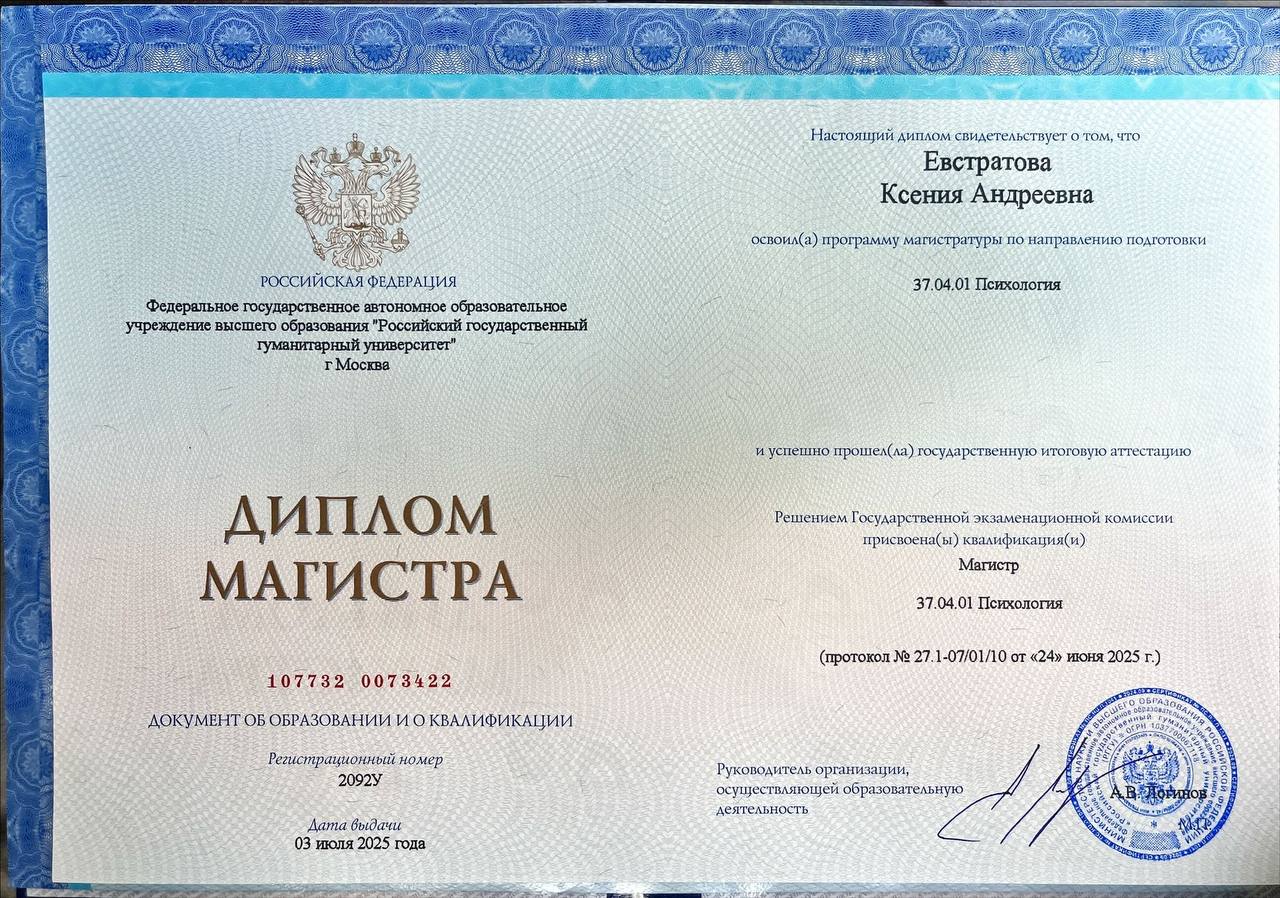 РОССИЙСКАЯ ФЕДЕРАЦИЯ
Федеральное государственное автономное образовательное
учреждение высшего образования "Российский государственный
гуманитарный университет"
г Москва
ДИПЛОМ
МАГИСТРА
107732 0073422
ДОКУМЕНТ ОБ ОБРАЗОВАНИИ И О КВАЛИФИКАЦИИ
Регистрационный номер
2092У
Дата выдачи
03 июля 2025 года
Настоящий диплом свидетельствует о том, что
Евстратова
Ксения Андреевна
освоил(а) программу магистратуры по направлению подготовки
37.04.01 Психология
и успешно прошел(ла) государственную итоговую аттестацию
Решением Государственной экзаменационной комиссии
присвоена(ы) квалификация(и)
Магистр
37.04.01 Психология
(протокол № 27.1-07/01/10 от «24» июня 2025 г.)
Руководитель организации,
осуществляющей образовательную
деятельность
А.В. Логинов
М.П.